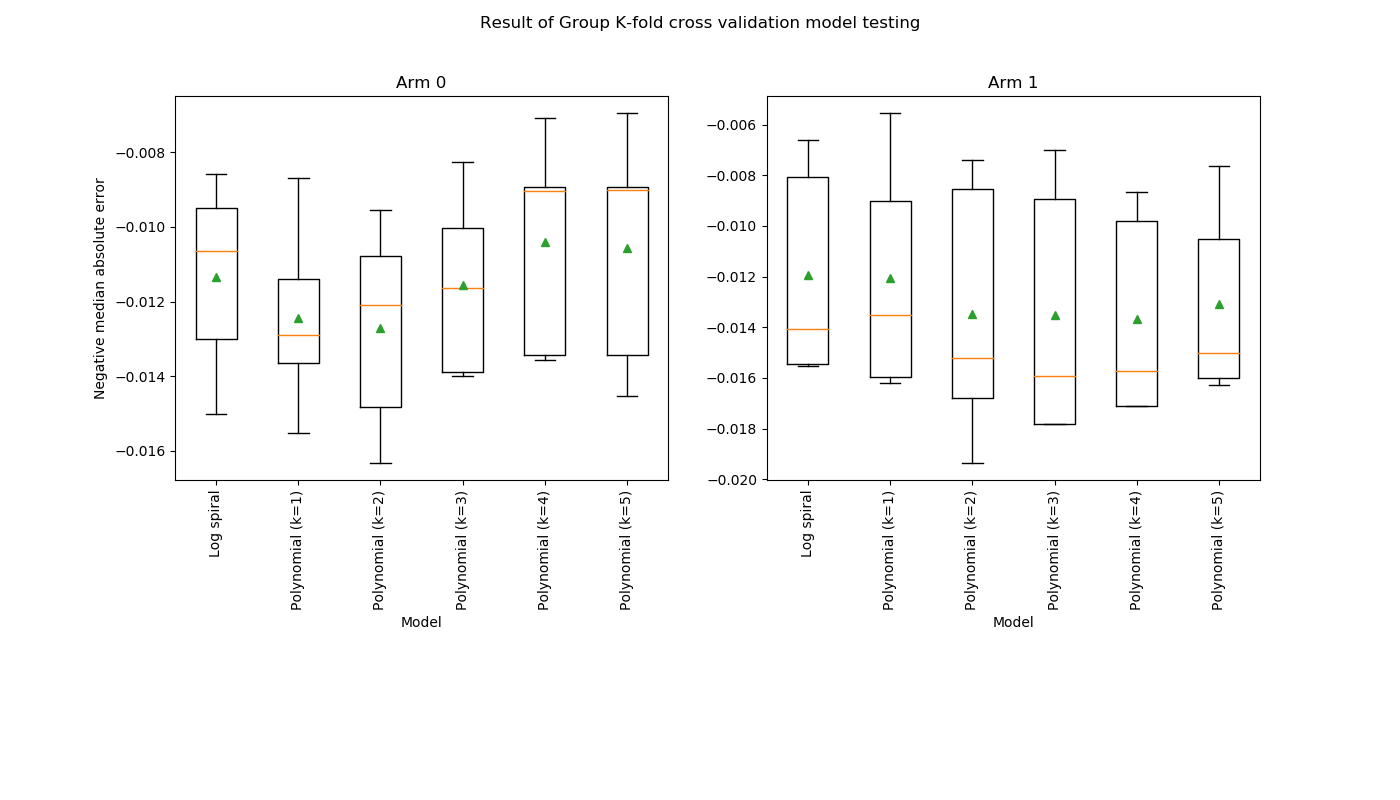 Result of Group K-fold cross validation model testing
Arm 0
Negative median absolute error
−0.008
−0.010
−0.012
−0.014
−0.016
Log spiral
Polynomial (k=1)
Polynomial (k=2)
Polynomial (k=3)
Polynomial (k=4)
Polynomial (k=5)
Model
Arm 1
−0.006
−0.008
−0.010
−0.012
−0.014
−0.016
−0.018
−0.020
Log spiral
Polynomial (k=1)
Polynomial (k=2)
Polynomial (k=3)
Polynomial (k=4)
Polynomial (k=5)
Model